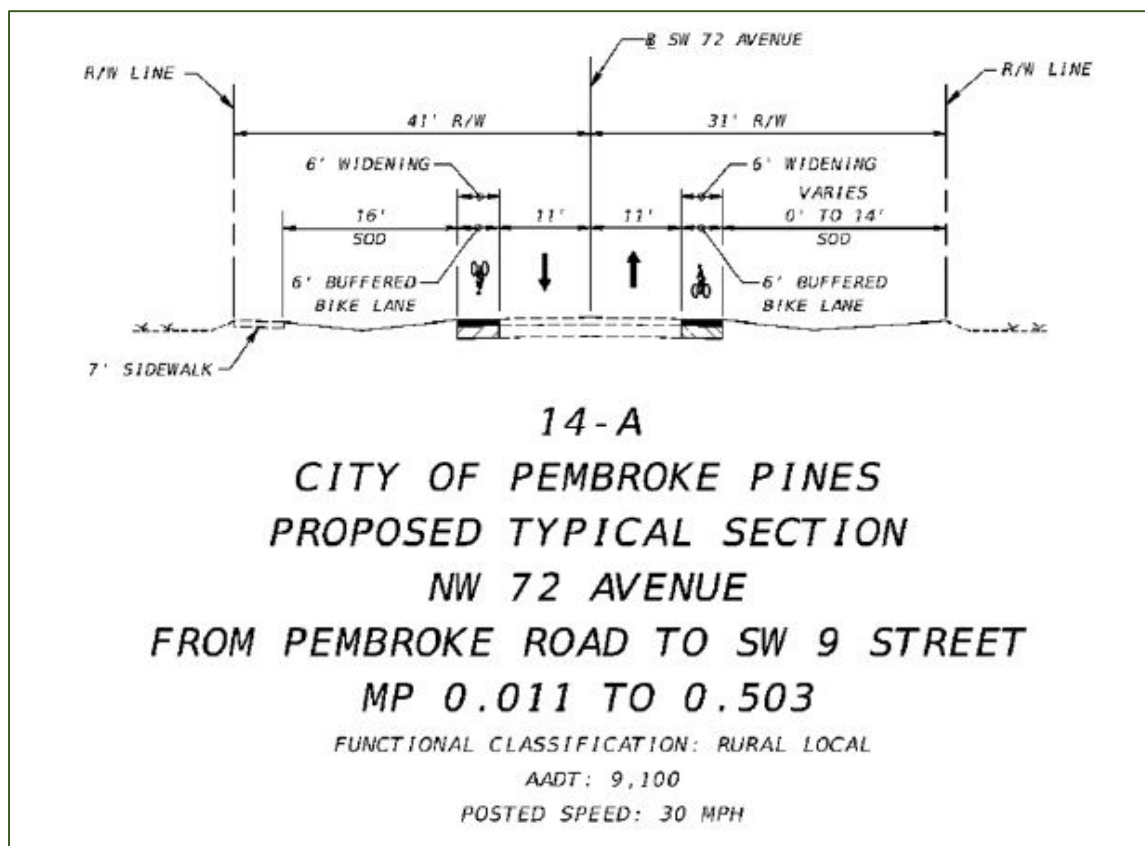 ℄ SW 72 AVENUE
R/W LINE
R/W LINE
41' R/W
31' R/W
6' WIDENING
6' WIDENING
VARIES
16'
11'
11'
0' TO 14'
SOD
SOD
6' BUFFERED
BIKE LANE
6' BUFFERED
BIKE LANE
7' SIDEWALK
14-A
CITY OF PEMBROKE PINES
PROPOSED TYPICAL SECTION
NW 72 AVENUE
FROM PEMBROKE ROAD TO SW 9 STREET
MP 0.011 TO 0.503
FUNCTIONAL CLASSIFICATION: RURAL LOCAL
AADT: 9,100
POSTED SPEED: 30 MPH